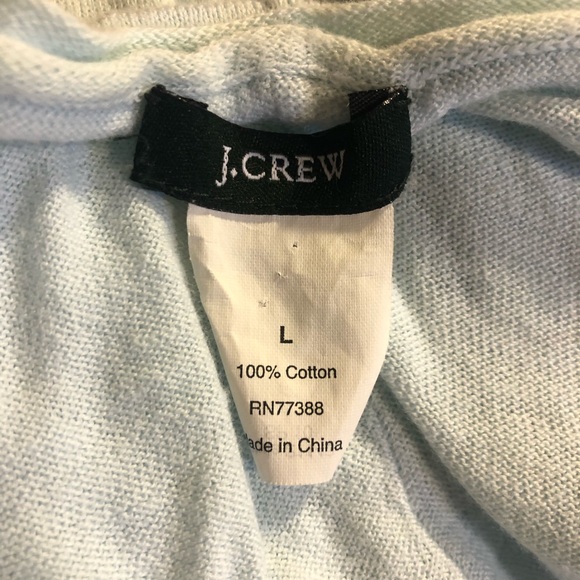 J.CREW
L
100% Cotton
RN77388
ade in China